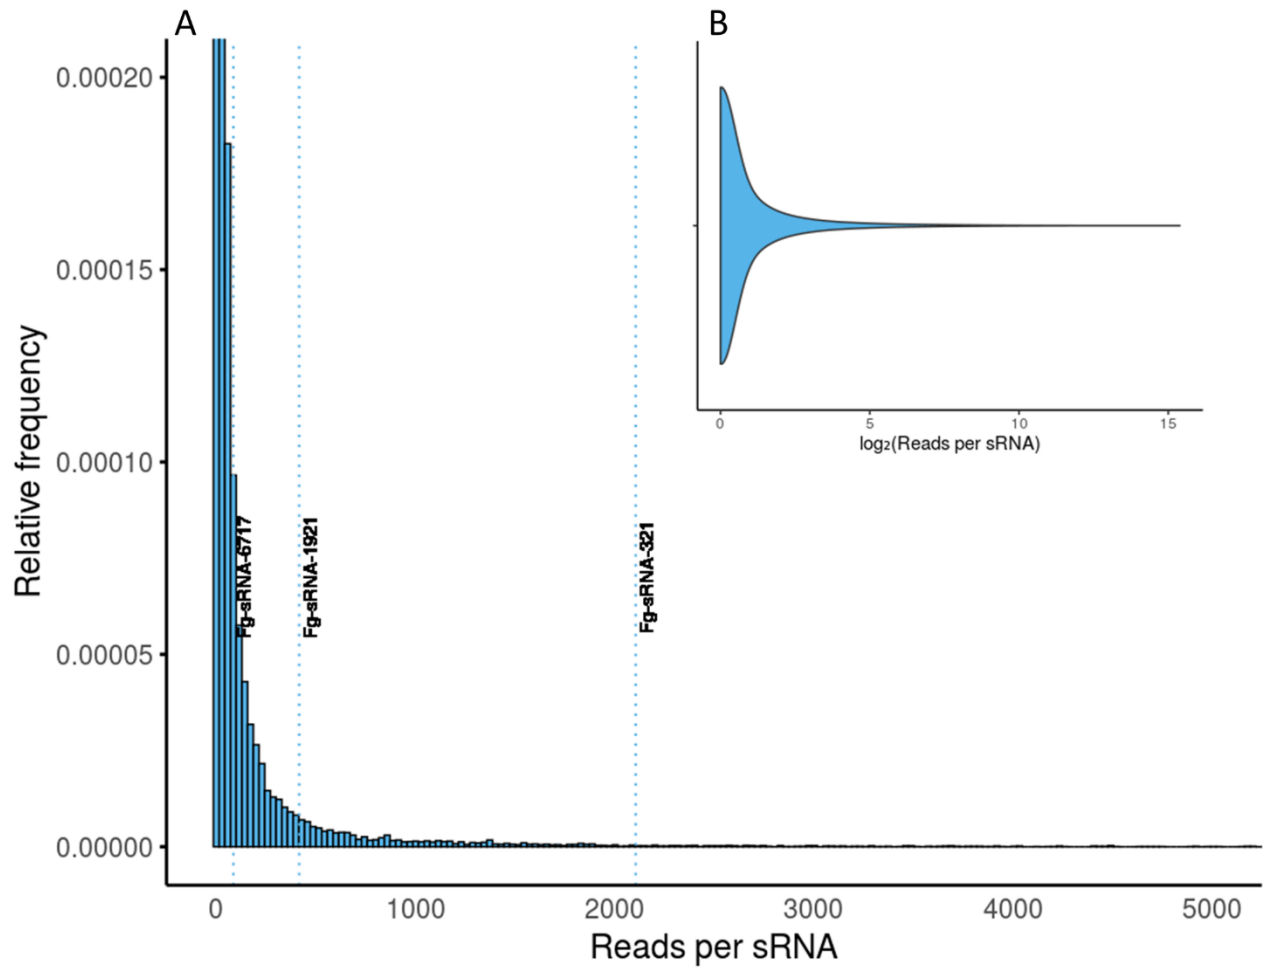 A
B
0.00020
0.00015
0.00010
0.00005
0.00000
Relative frequency
Fg-sRNA-6717
Fg-sRNA-1921
Fg-sRNA-321
0 1000 2000 3000 4000 5000
Reads per sRNA
0 5 10 15
log₂(Reads per sRNA)